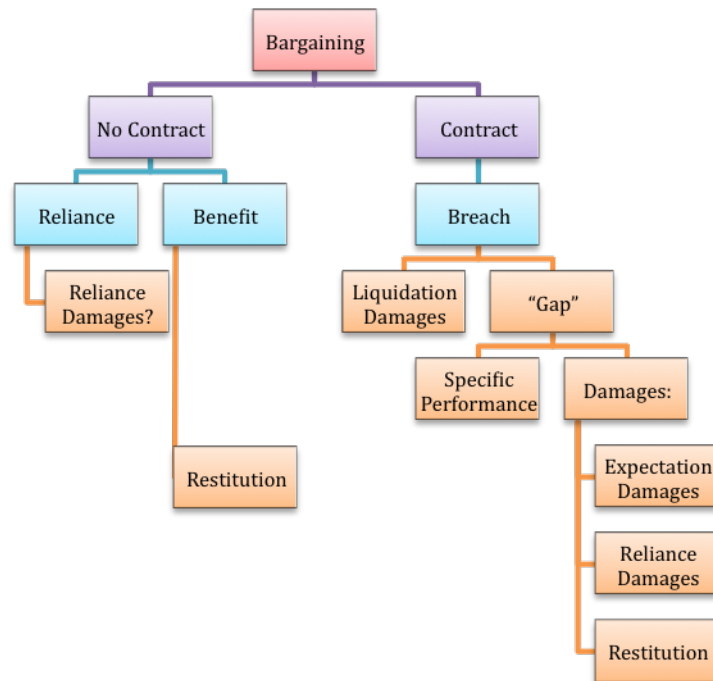 Bargaining
No Contract
Contract
Reliance
Benefit
Breach
Reliance
Damages?
Liquidation
Damages
“Gap”
Specific
Performance
Damages:
Restitution
Expectation
Damages
Reliance
Damages
Restitution